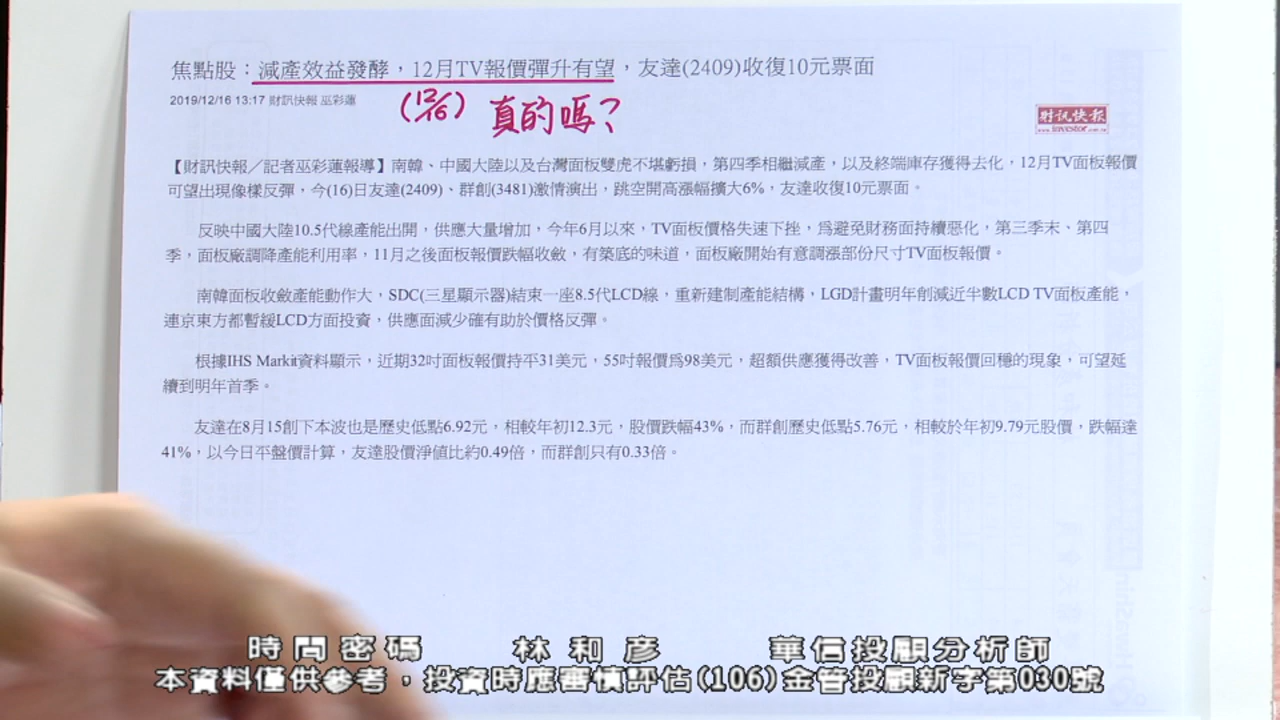 焦點股：減產效益發酵，12月TV報價彈升有望，友達(2409)收復10元票面
2019/12/16 13:17 財訊快報 巫彩蓮
(12/16) 真的嗎？
財訊快報
www.investor.com.tw
【財訊快報／記者巫彩蓮報導】南韓、中國大陸以及台灣面板雙虎不堪虧損，第四季相繼減產，以及終端庫存獲得去化，12月TV面板報價
可望出現像樣反彈，今(16)日友達(2409)、群創(3481)激情演出，跳空開高漲幅擴大6%，友達收復10元票面。
反映中國大陸10.5代線產能出開，供應大量增加，今年6月以來，TV面板價格失速下挫，為避免財務面持續惡化，第三季末、第四
季，面板廠調降產能利用率，11月之後面板報價跌幅收斂，有築底的味道，面板廠開始有意調漲部份尺寸TV面板報價。
南韓面板收斂產能動作大，SDC(三星顯示器)結束一座8.5代LCD線，重新建制產能結構，LGD計畫明年創減近半數LCD TV面板產能，
連京東方都暫緩LCD方面投資，供應面減少確有助於價格反彈。
根據IHS Markit資料顯示，近期32吋面板報價持平31美元，55吋報價為98美元，超額供應獲得改善，TV面板報價回穩的現象，可望延
續到明年首季。
友達在8月15創下本波也是歷史低點6.92元，相較年初12.3元，股價跌幅43%，而群創歷史低點5.76元，相較於年初9.79元股價，跌幅達
41%，以今日平盤價計算，友達股價淨值比約0.49倍，而群創只有0.33倍。
時間密碼 林和彥 華信投顧分析師
本資料僅供參考，投資時應審慎評估(106)金管投顧新字第030號